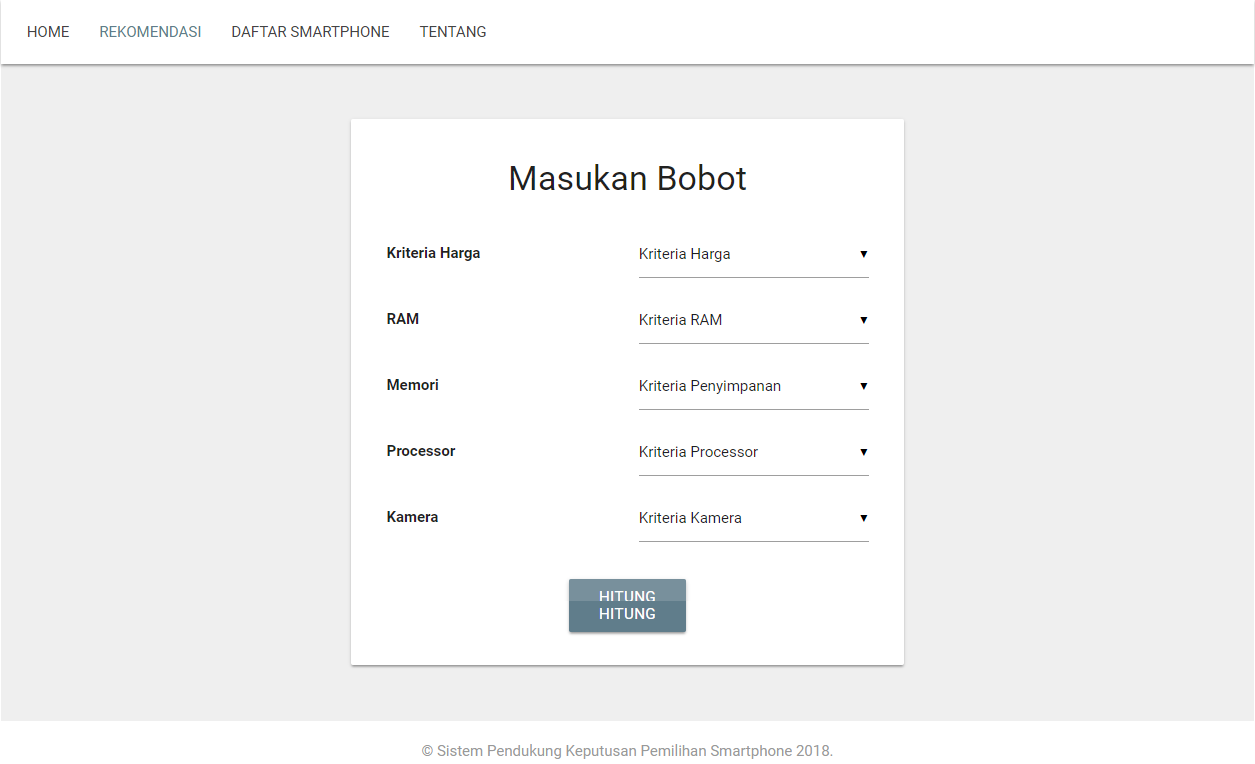 HOME REKOMENDASI DAFTAR SMARTPHONE TENTANG
Masukan Bobot
Kriteria Harga Kriteria Harga ▼
RAM Kriteria RAM ▼
Memori Kriteria Penyimpanan ▼
Processor Kriteria Processor ▼
Kamera Kriteria Kamera ▼
HITUNG
HITUNG
© Sistem Pendukung Keputusan Pemilihan Smartphone 2018.